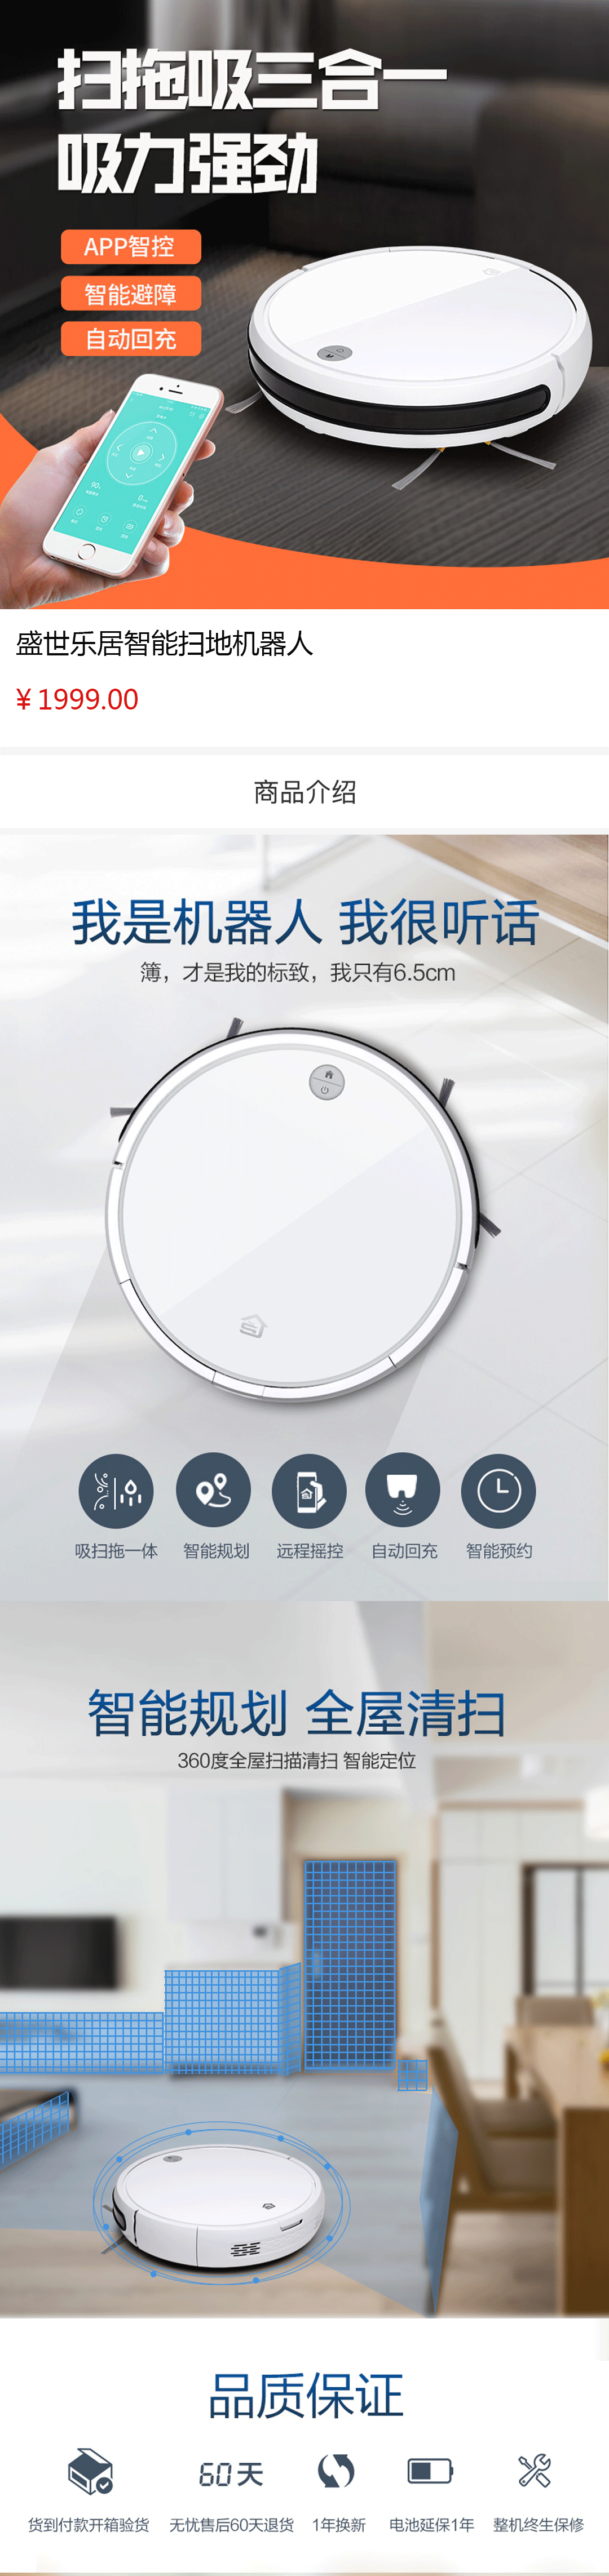 扫拖吸三合一
吸力强劲
APP智控
智能避障
自动回充
盛世乐居智能扫地机器人
¥ 1999.00
商品介绍
我是机器人 我很听话
簿，才是我的标致，我只有6.5cm
吸扫拖一体 智能规划 远程摇控 自动回充 智能预约
智能规划 全屋清扫
360度全屋扫描清扫 智能定位
品质保证
60天
货到付款开箱验货 无忧售后60天退货 1年换新 电池延保1年 整机终生保修